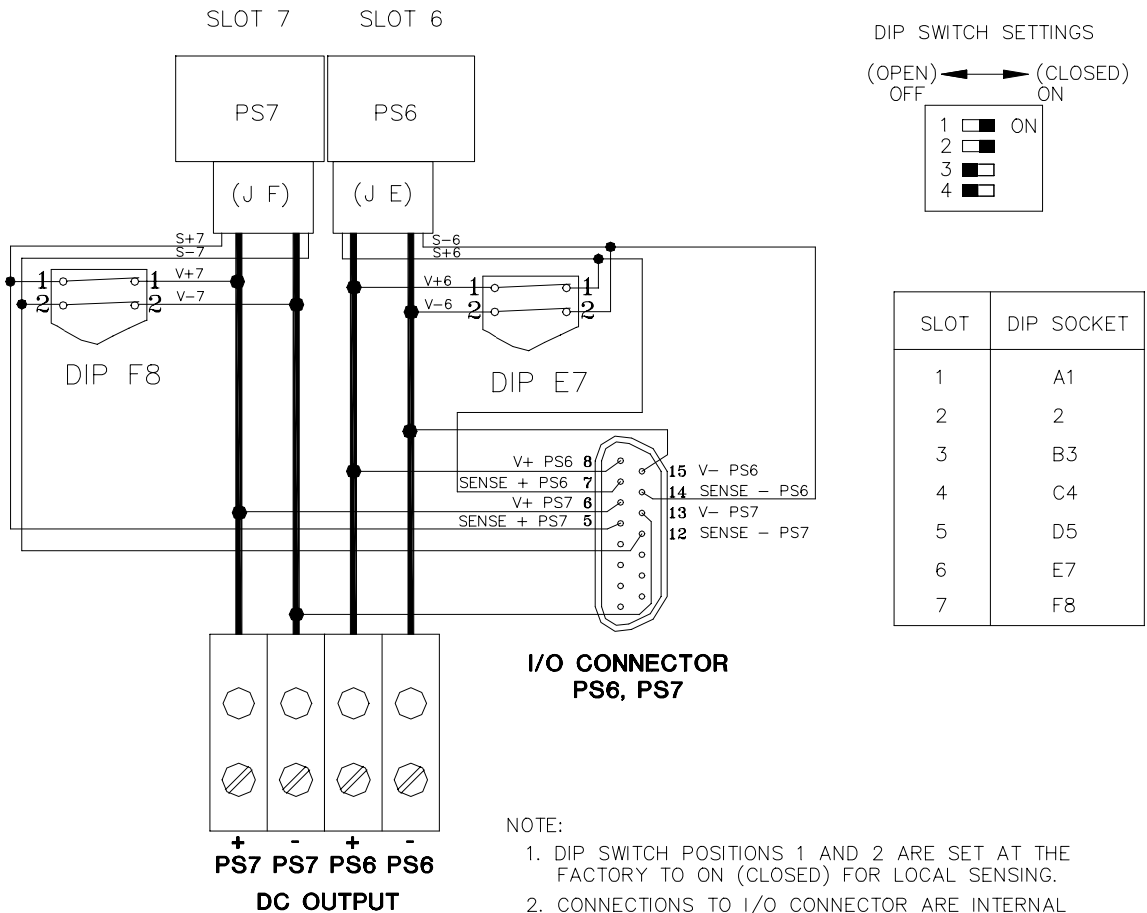 SLOT 7 SLOT 6
PS7 PS6
(J F) (J E)
S+7
S-7
S-6
S+6
1 1 V+7
2 2 V-7
V+6 1 1
V-6 2 2
DIP F8
DIP E7
V+ PS6 8
SENSE + PS6 7
V+ PS7 6
SENSE + PS7 5
15 V- PS6
14 SENSE - PS6
13 V- PS7
12 SENSE - PS7
I/O CONNECTOR
PS6, PS7
+ - + -
PS7 PS7 PS6 PS6
DC OUTPUT
DIP SWITCH SETTINGS
(OPEN) (CLOSED)
OFF ON
1 ON
2
3
4
SLOT DIP SOCKET
1 A1
2 2
3 B3
4 C4
5 D5
6 E7
7 F8
NOTE:
1. DIP SWITCH POSITIONS 1 AND 2 ARE SET AT THE
FACTORY TO ON (CLOSED) FOR LOCAL SENSING.
2. CONNECTIONS TO I/O CONNECTOR ARE INTERNAL